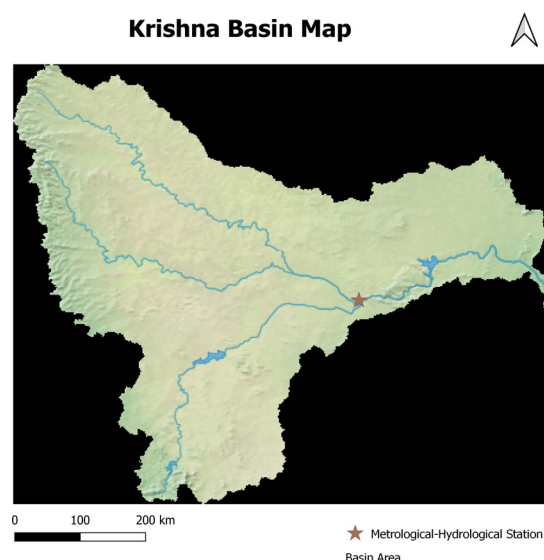 Krishna Basin Map
0 100 200 km
Metrological-Hydrological Station
Basin Area